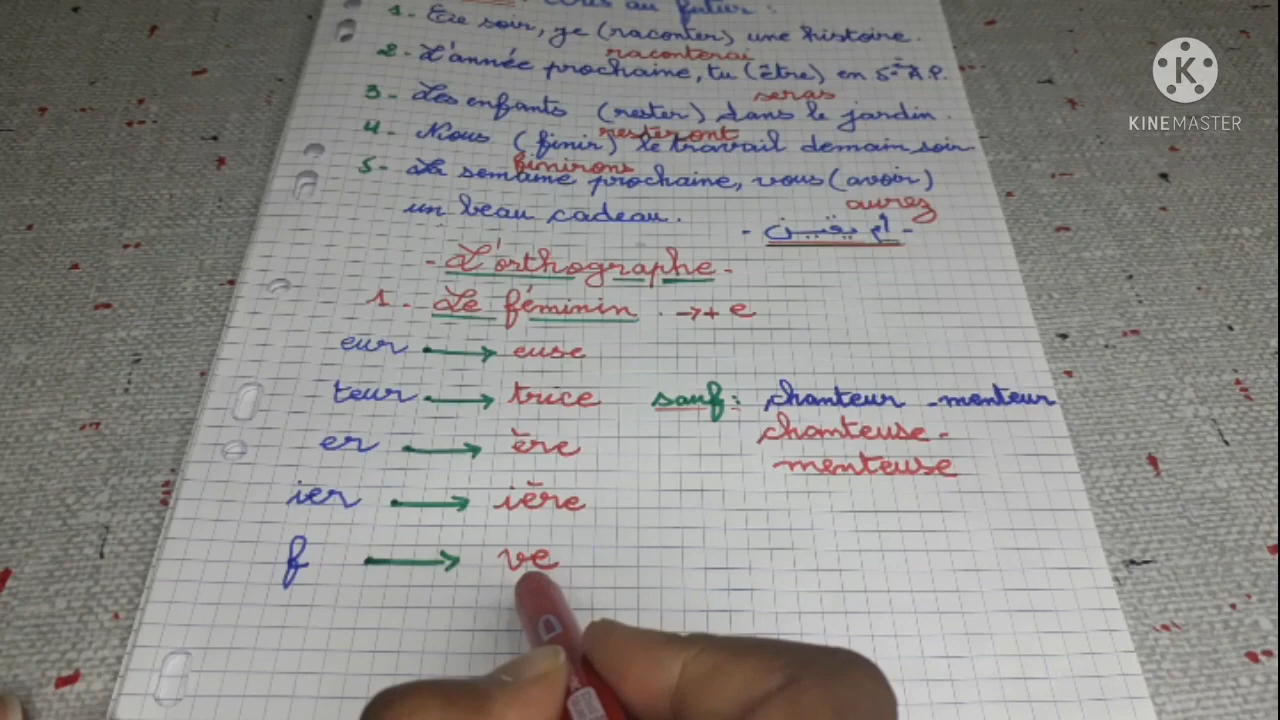 au futur :
1- Ce soir, je (raconter) une histoire.
raconterai
2- L'année prochaine, tu (être) en 5ème A.P.
seras
3- Les enfants (rester) dans le jardin.
resteront
4- Nous (finir) le travail demain soir
finirons
5- La semaine prochaine, vous (avoir)
aurez
un beau cadeau.
- أم يقين -
- L'orthographe -
1- Le féminin . → + e
eur → euse
teur → trice sauf : chanteur - menteur
chanteuse -
menteuse
er → ère
ier → ière
f → ve
K
KINEMASTER